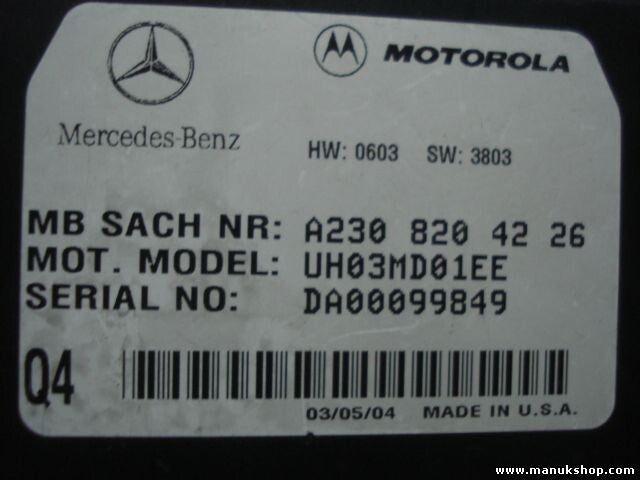 MOTOROLA
Mercedes-Benz
HW: 0603 SW: 3803
MB SACH NR: A230 820 42 26
MOT. MODEL: UH03MD01EE
SERIAL NO: DA00099849
Q4
03/05/04 MADE IN U.S.A.
www.manukshop.com